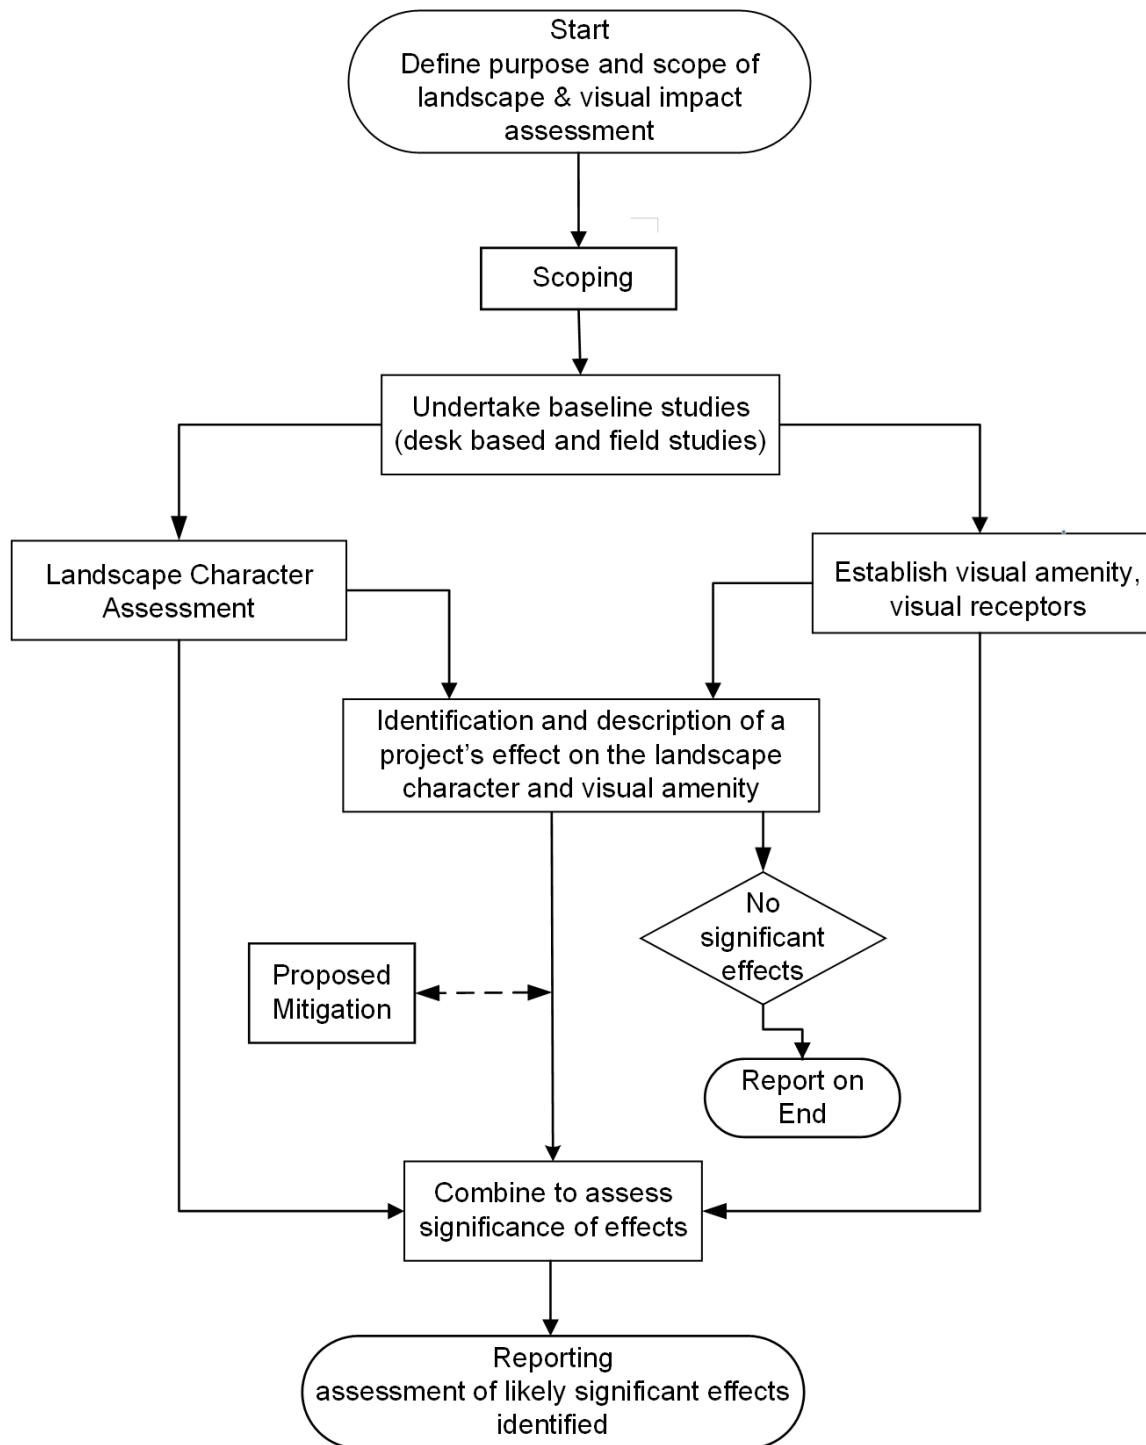 Start
Define purpose and scope of
landscape & visual impact
assessment
Scoping
Undertake baseline studies
(desk based and field studies)
Landscape Character
Assessment
Establish visual amenity,
visual receptors
Identification and description of a
project's effect on the landscape
character and visual amenity
No
significant
effects
Proposed
Mitigation
Report on
End
Combine to assess
significance of effects
Reporting
assessment of likely significant effects
identified